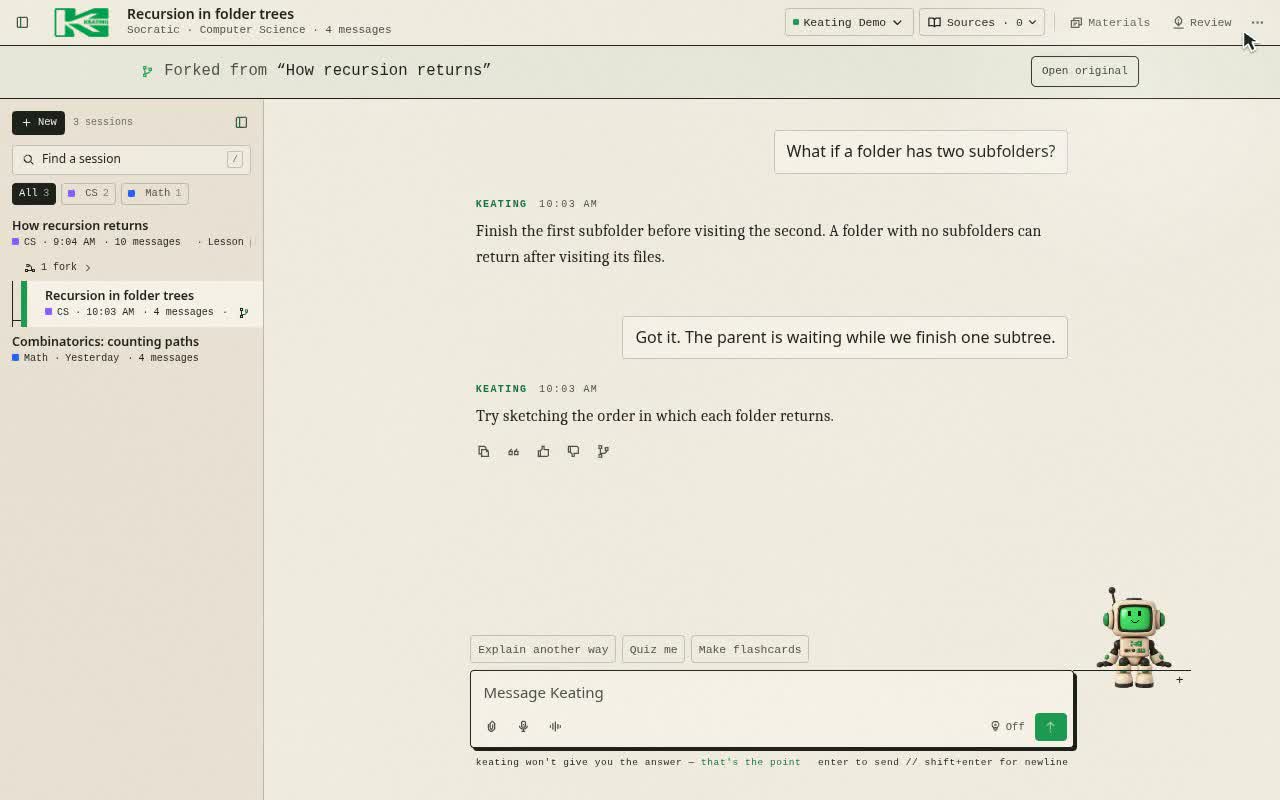 KEATING
Recursion in folder trees
Socratic · Computer Science · 4 messages
Keating Demo
Sources · 0
Materials
Review
Forked from “How recursion returns”
Open original
New
3 sessions
Find a session
/
All 3
CS 2
Math 1
How recursion returns
CS · 9:04 AM · 10 messages · Lesson
1 fork
Recursion in folder trees
CS · 10:03 AM · 4 messages ·
Combinatorics: counting paths
Math · Yesterday · 4 messages
What if a folder has two subfolders?
KEATING 10:03 AM
Finish the first subfolder before visiting the second. A folder with no subfolders can
return after visiting its files.
Got it. The parent is waiting while we finish one subtree.
KEATING 10:03 AM
Try sketching the order in which each folder returns.
Explain another way
Quiz me
Make flashcards
Message Keating
Off
keating won't give you the answer — that's the point
enter to send // shift+enter for newline